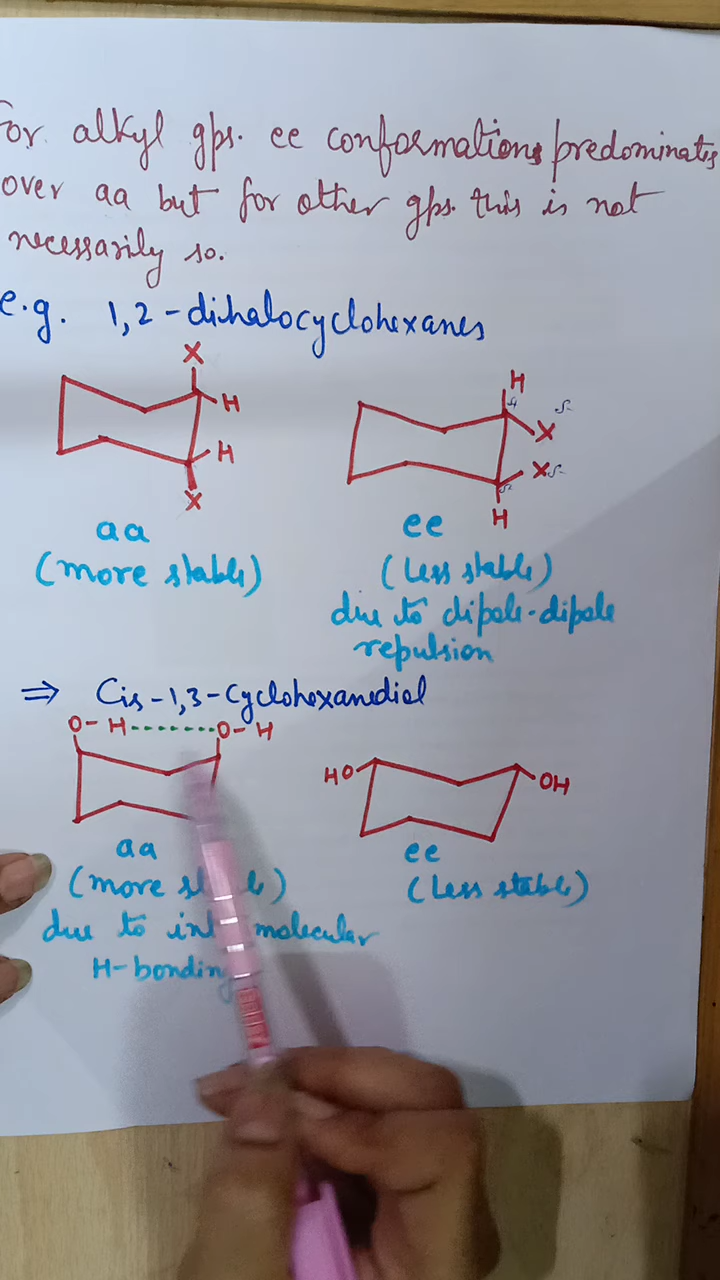 For alkyl gps. ee conformations predominates
over aa but for other gps. this is not
necessarily so.
e.g. 1,2-dihalocyclohexanes
X H H X
H X X H
aa ee
(more stable) (Less stable)
due to dipole-dipole
repulsion
⇒ Cis-1,3-Cyclohexanediol
O-H O-H
HO OH
aa ee
(more (Less stable)
due to molecular
H-bonding